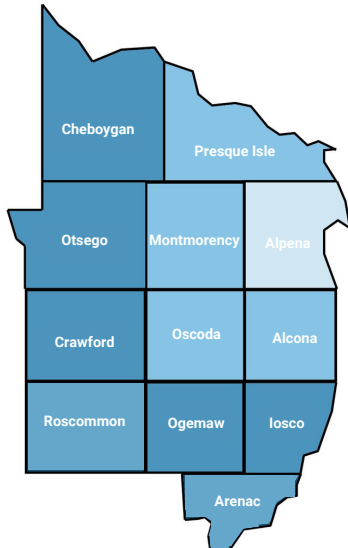 Cheboygan
Presque Isle
Otsego
Montmorency
Alpena
Crawford
Oscoda
Alcona
Roscommon
Ogemaw
Iosco
Arenac